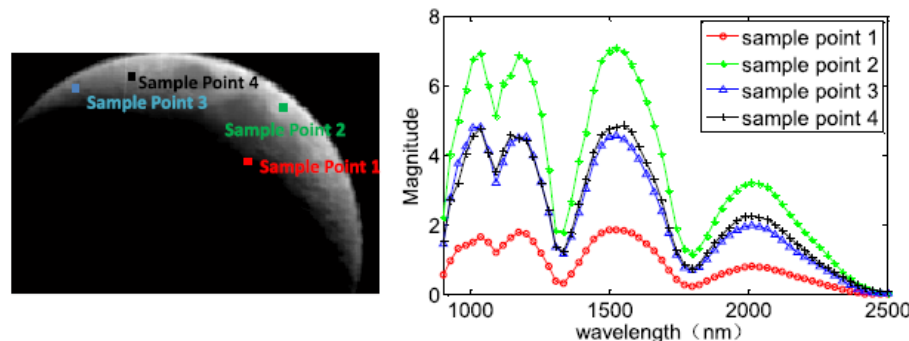 Sample Point 4
Sample Point 3
Sample Point 2
Sample Point 1
8
6
4
2
0
Magnitude
sample point 1
sample point 2
sample point 3
sample point 4
1000 1500 2000 2500
wavelength（nm）